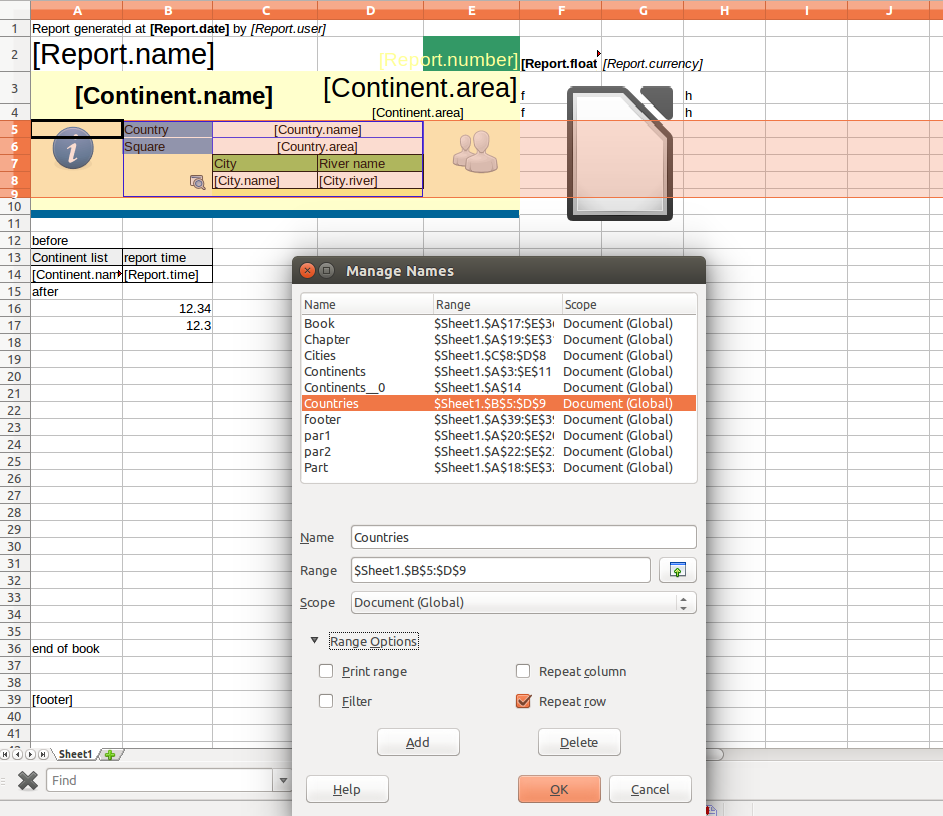 A B C D E F G H I J
1 Report generated at [Report.date] by [Report.user]
2 [Report.name] [Report.number] [Report.float [Report.currency]
3 [Continent.name] [Continent.area] f h
4 [Continent.area] f h
5 Country [Country.name]
6 Square [Country.area]
7 City River name
8 [City.name] [City.river]
9
10
11
12 before
13 Continent list report time
14 [Continent.nam [Report.time]
15 after
16 12.34
17 12.3
18
19
20
21
22
23
24
25
26
27
28
29
30
31
32
33
34
35
36 end of book
37
38
39 [footer]
40
41
Sheet1
Find
Manage Names
Name Range Scope
Book $Sheet1.$A$17:$E$36 Document (Global)
Chapter $Sheet1.$A$19:$E$3 Document (Global)
Cities $Sheet1.$C$8:$D$8 Document (Global)
Continents $Sheet1.$A$3:$E$11 Document (Global)
Continents__0 $Sheet1.$A$14 Document (Global)
Countries $Sheet1.$B$5:$D$9 Document (Global)
footer $Sheet1.$A$39:$E$39 Document (Global)
par1 $Sheet1.$A$20:$E$20 Document (Global)
par2 $Sheet1.$A$22:$E$2 Document (Global)
Part $Sheet1.$A$18:$E$3 Document (Global)
Name Countries
Range $Sheet1.$B$5:$D$9
Scope Document (Global)
Range Options
Print range Repeat column
Filter Repeat row
Add Delete
Help OK Cancel